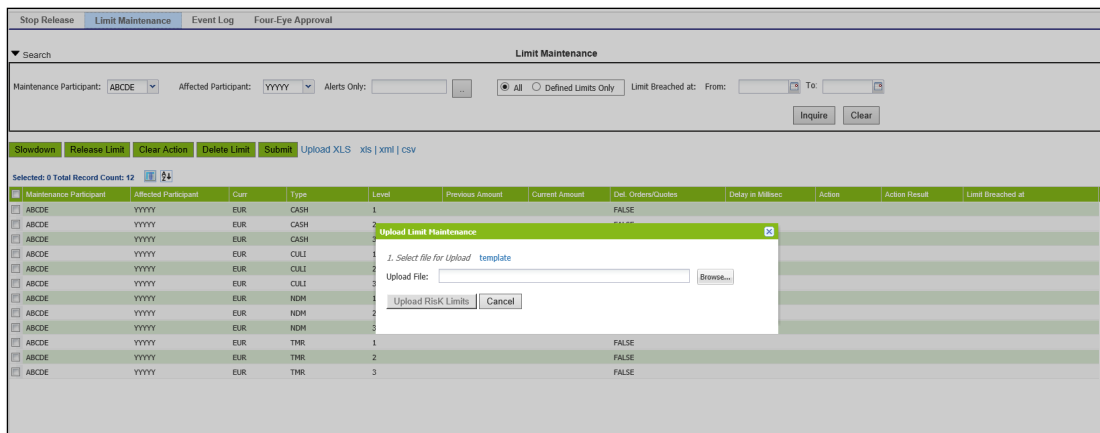 Stop Release Limit Maintenance Event Log Four-Eye Approval
Search Limit Maintenance
Maintenance Participant: ABCDE Affected Participant: YYYYY Alerts Only: .. All Defined Limits Only Limit Breached at: From: To:
Inquire Clear
Slowdown Release Limit Clear Action Delete Limit Submit Upload XLS xls | xml | csv
Selected: 0 Total Record Count: 12
Maintenance Participant Affected Participant Curr Type Level Previous Amount Current Amount Del. Orders/Quotes Delay in Millisec Action Action Result Limit Breached at
ABCDE YYYYY EUR CASH 1 FALSE
ABCDE YYYYY EUR CASH 2
ABCDE YYYYY EUR CASH 3
ABCDE YYYYY EUR CULI 1
ABCDE YYYYY EUR CULI 2
ABCDE YYYYY EUR CULI 3
ABCDE YYYYY EUR NDM 1
ABCDE YYYYY EUR NDM 2
ABCDE YYYYY EUR NDM 3
ABCDE YYYYY EUR TMR 1 FALSE
ABCDE YYYYY EUR TMR 2 FALSE
ABCDE YYYYY EUR TMR 3 FALSE
Upload Limit Maintenance
1. Select file for Upload template
Upload File: Browse...
Upload RisK Limits Cancel